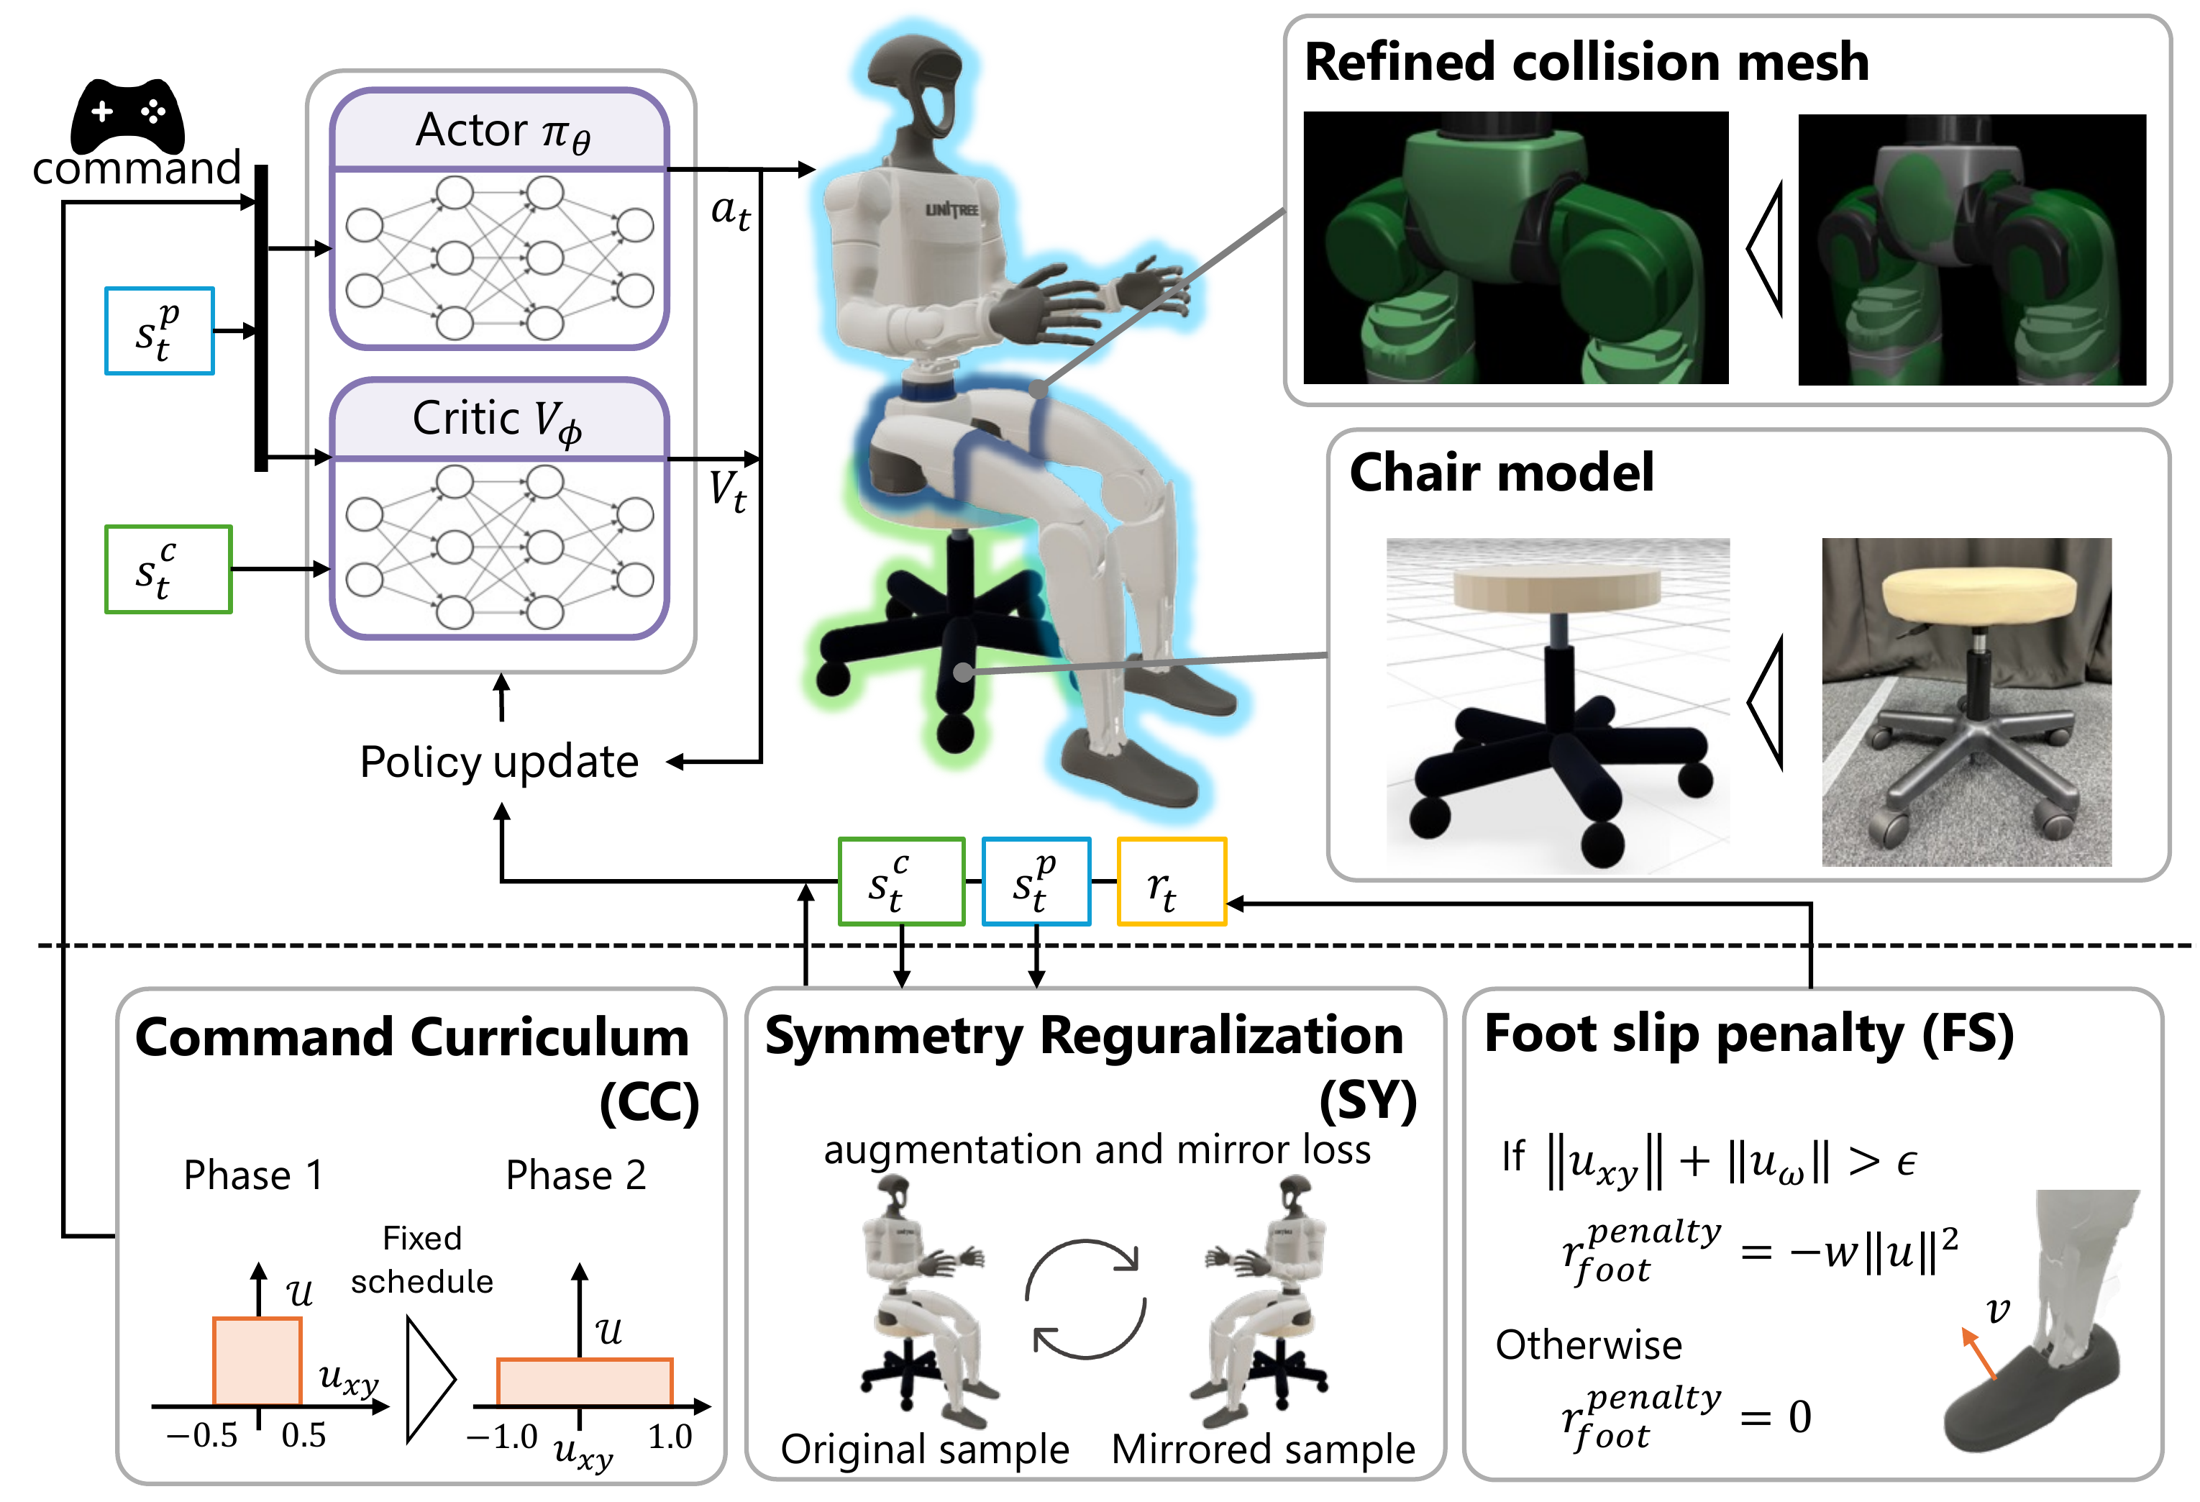 command
Actor πθ
s_t^p
a_t
Critic V_ϕ
V_t
s_t^c
Policy update
UNITREE
Refined collision mesh
Chair model
s_t^c
s_t^p
r_t
Command Curriculum
(CC)
Phase 1
Phase 2
Fixed
schedule
𝒰
u_xy
−0.5
0.5
𝒰
−1.0
u_xy
1.0
Symmetry Reguralization
(SY)
augmentation and mirror loss
Original sample
Mirrored sample
Foot slip penalty (FS)
If ‖u_xy‖ + ‖u_ω‖ > ϵ
r_foot^penalty = −w‖u‖²
v
Otherwise
r_foot^penalty = 0